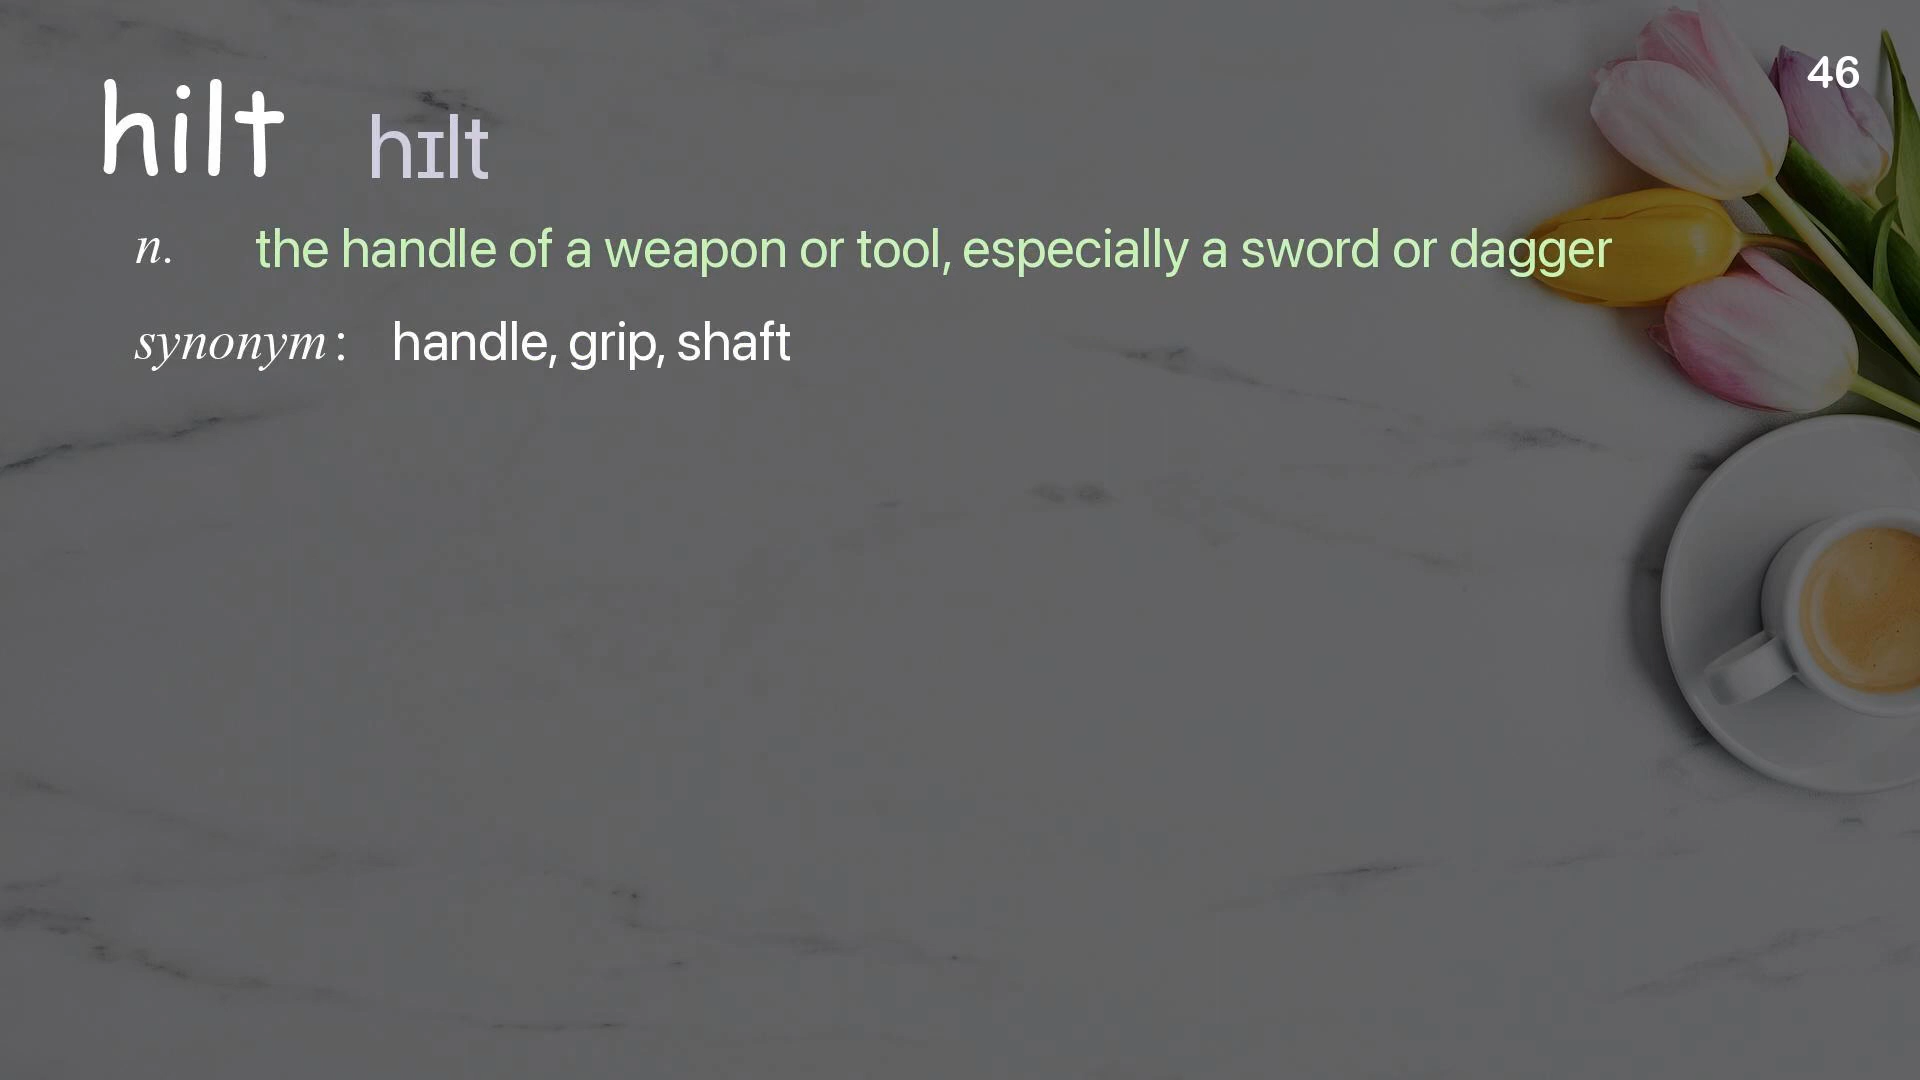 46
hilt hɪlt
n. the handle of a weapon or tool, especially a sword or dagger
synonym : handle, grip, shaft